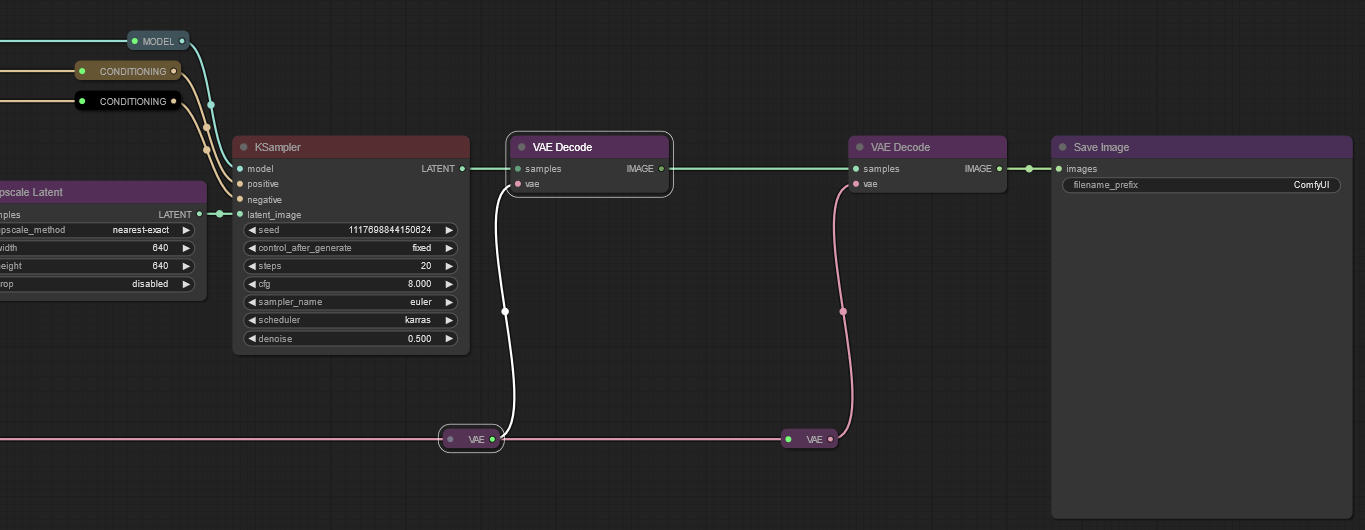 MODEL
CONDITIONING
CONDITIONING
KSampler
model
LATENT
positive
negative
latent_image
seed 1117698844150624
control_after_generate fixed
steps 20
cfg 8.000
sampler_name euler
scheduler karras
denoise 0.500
pscale Latent
mples LATENT
upscale_method nearest-exact
width 640
eight 640
rop disabled
VAE Decode
samples IMAGE
vae
VAE Decode
samples IMAGE
vae
Save Image
images
filename_prefix ComfyUI
VAE
VAE